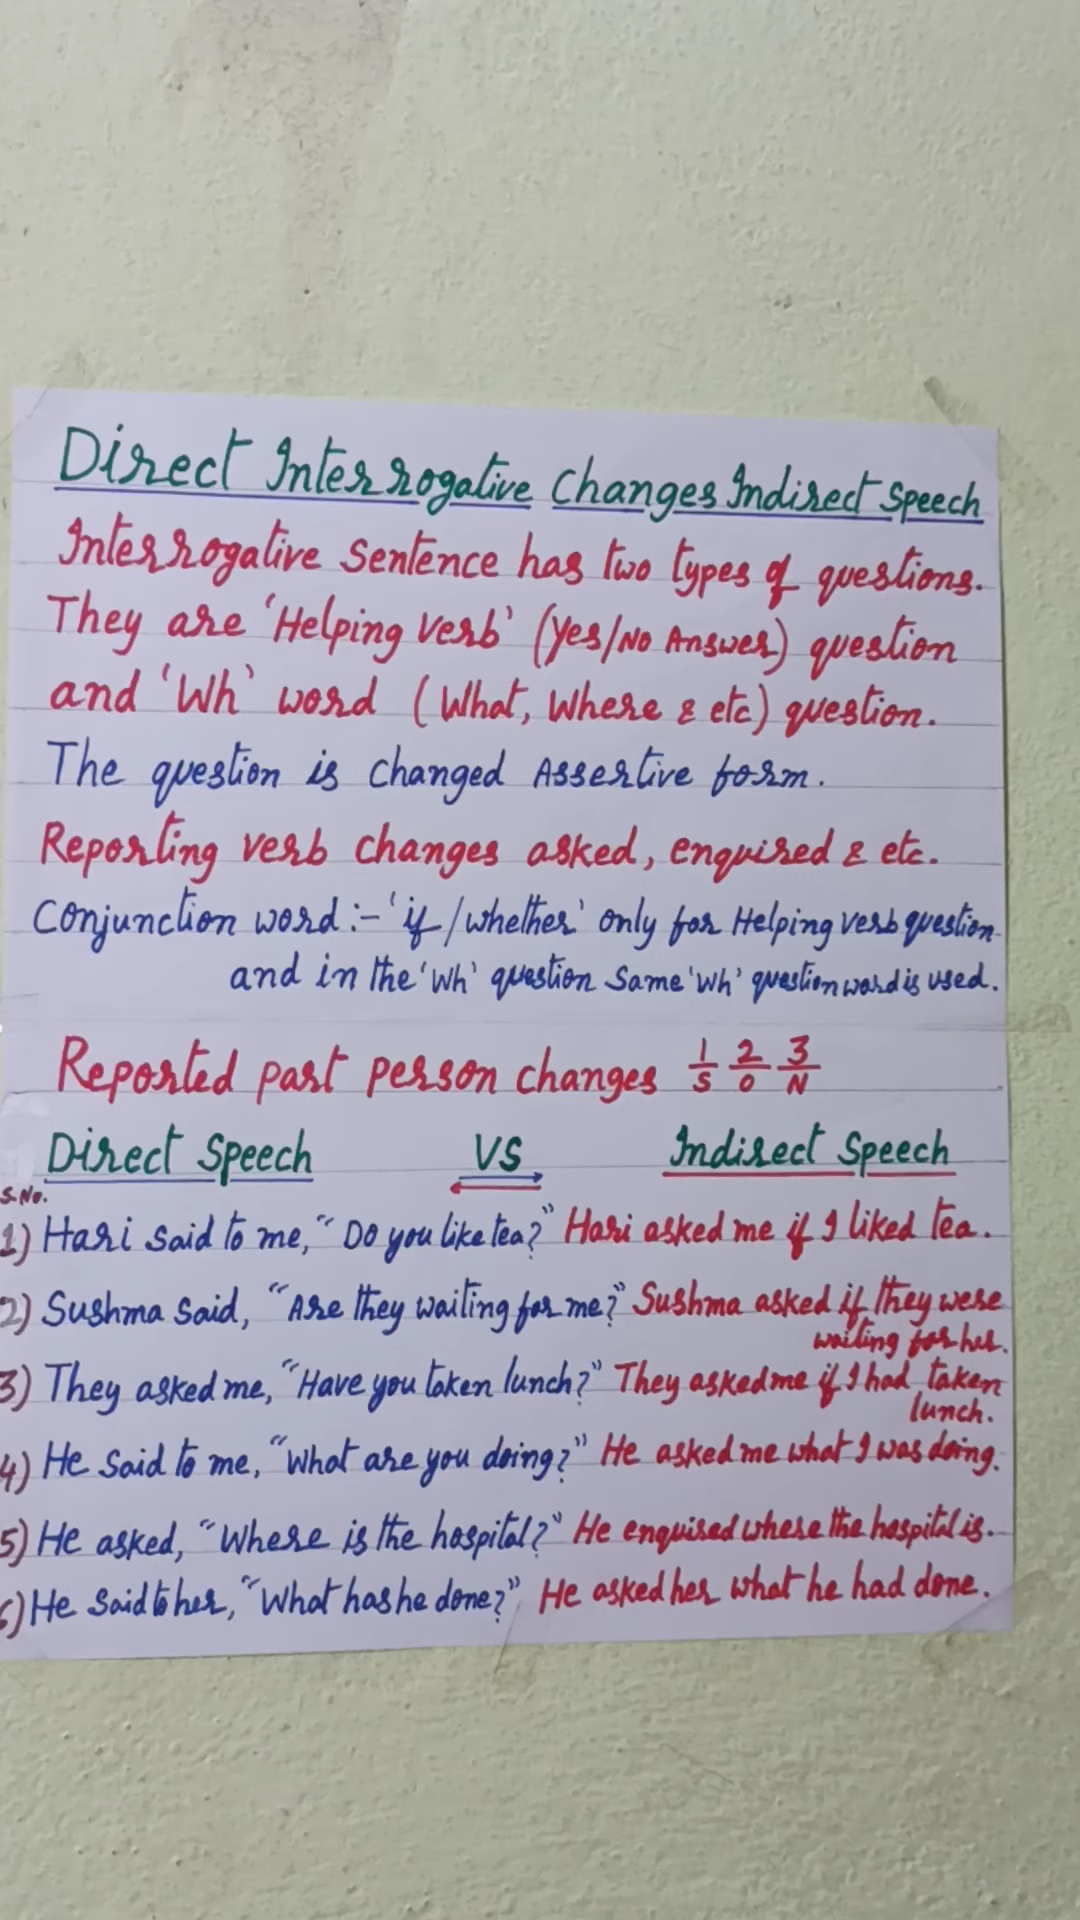 Direct Interrogative Changes Indirect Speech
Interrogative Sentence has two types of questions.
They are 'Helping verb' (Yes/No Answer) question
and 'Wh' word (What, Where & etc) question.
The question is changed Assertive form.
Reporting verb changes asked, enquired & etc.
Conjunction word :- 'if/whether' only for Helping verb question
and in the 'Wh' question Same 'Wh' question word is used.
Reported past person changes 1/S 2/O 3/N
Direct Speech VS Indirect Speech
S.No.
1) Hari said to me, "Do you like tea?" Hari asked me if I liked tea.
2) Sushma said, "Are they waiting for me?" Sushma asked if they were
waiting for her.
3) They asked me, "Have you taken lunch?" They asked me if I had taken
lunch.
4) He said to me, "What are you doing?" He asked me what I was doing.
5) He asked, "Where is the hospital?" He enquired where the hospital is.
6) He said to her, "What has he done?" He asked her what he had done.